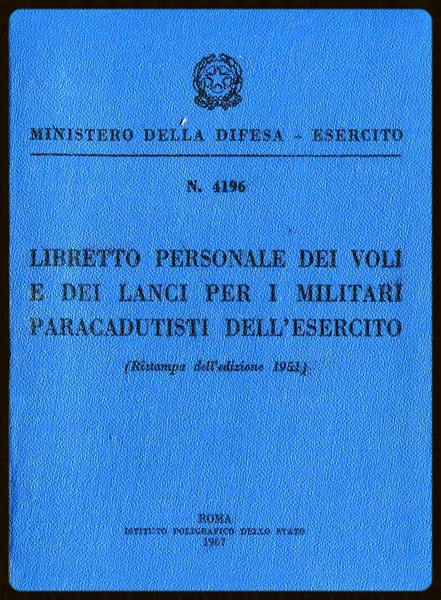 MINISTERO DELLA DIFESA - ESERCITO
N. 4196
LIBRETTO PERSONALE DEI VOLI
E DEI LANCI PER I MILITARI
PARACADUTISTI DELL'ESERCITO
(Ristampa dell'edizione 1951)
ROMA
ISTITUTO POLIGRAFICO DELLO STATO
1967